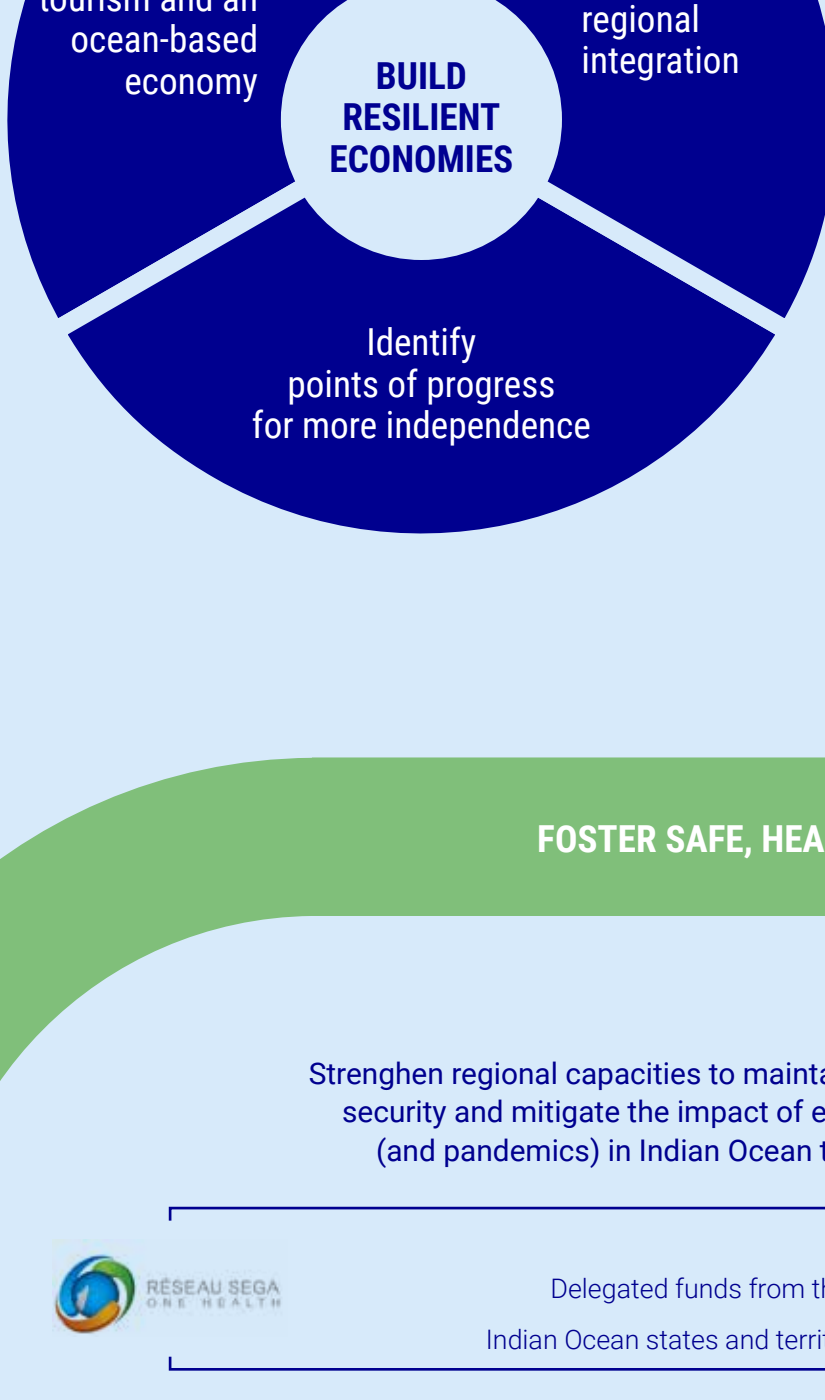 tourism and an
ocean-based
economy
BUILD
RESILIENT
ECONOMIES
regional
integration
Identify
points of progress
for more independence
FOSTER SAFE, HEA
Strenghen regional capacities to mainta
security and mitigate the impact of e
(and pandemics) in Indian Ocean t
RÉSEAU SEGA
ONE HEALTH
Delegated funds from th
Indian Ocean states and territ